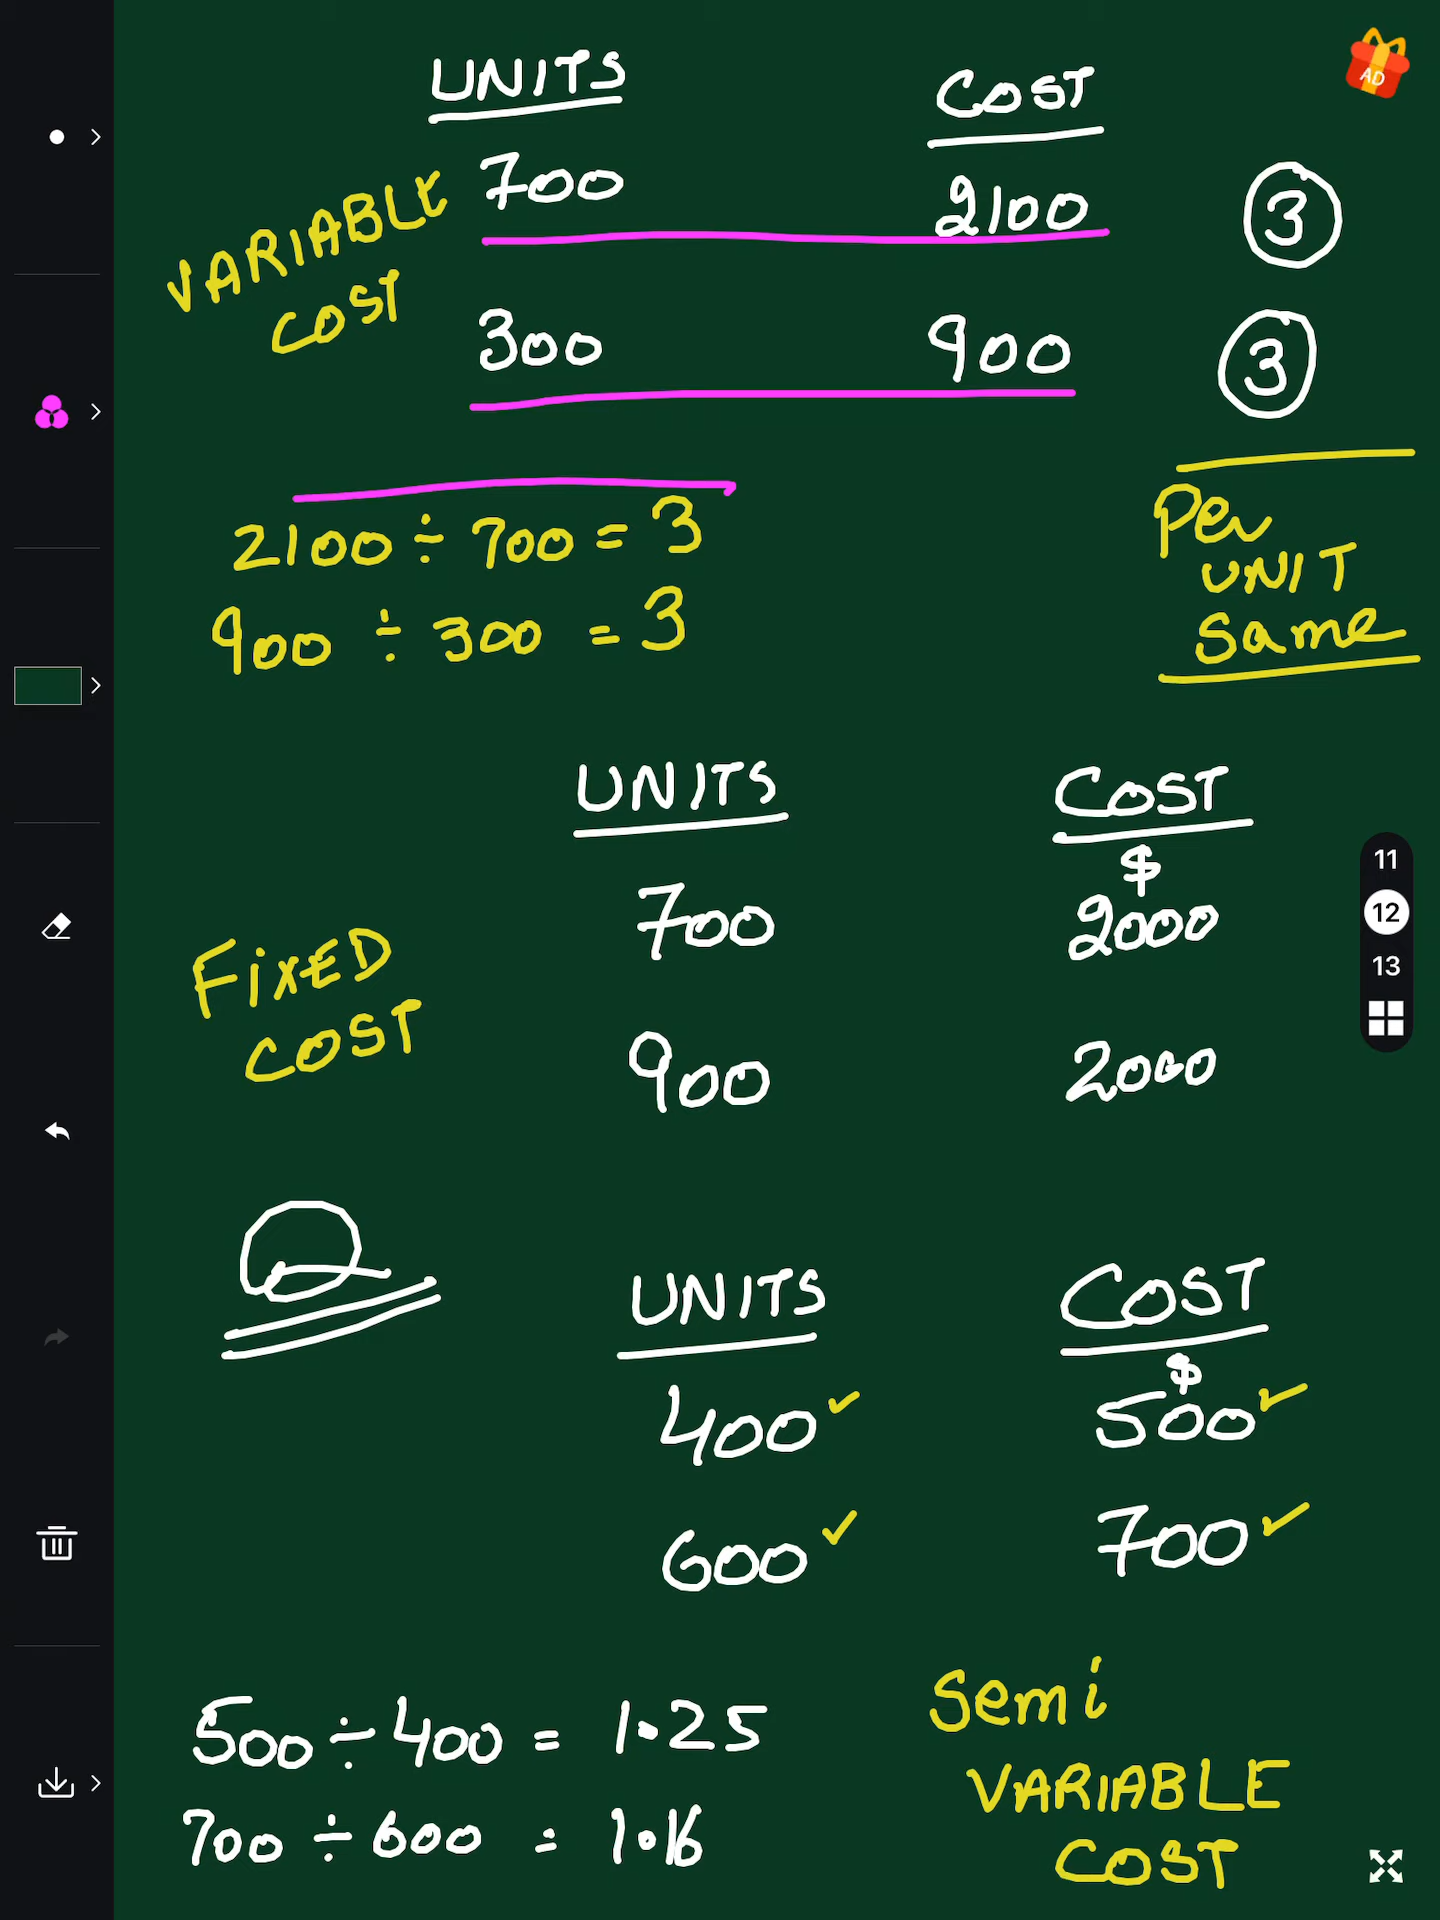 AD
UNITS COST
VARIABLE COST
700 2100 3
300 900 3
2100 ÷ 700 = 3
900 ÷ 300 = 3
Per
UNIT
Same
UNITS COST
$
FIXED
COST
700 2000
900 2000
11
12
13
Q
UNITS COST
$
400 ✓ 500 ✓
600 ✓ 700 ✓
500 ÷ 400 = 1.25
700 ÷ 600 = 1.16
Semi
VARIABLE
COST